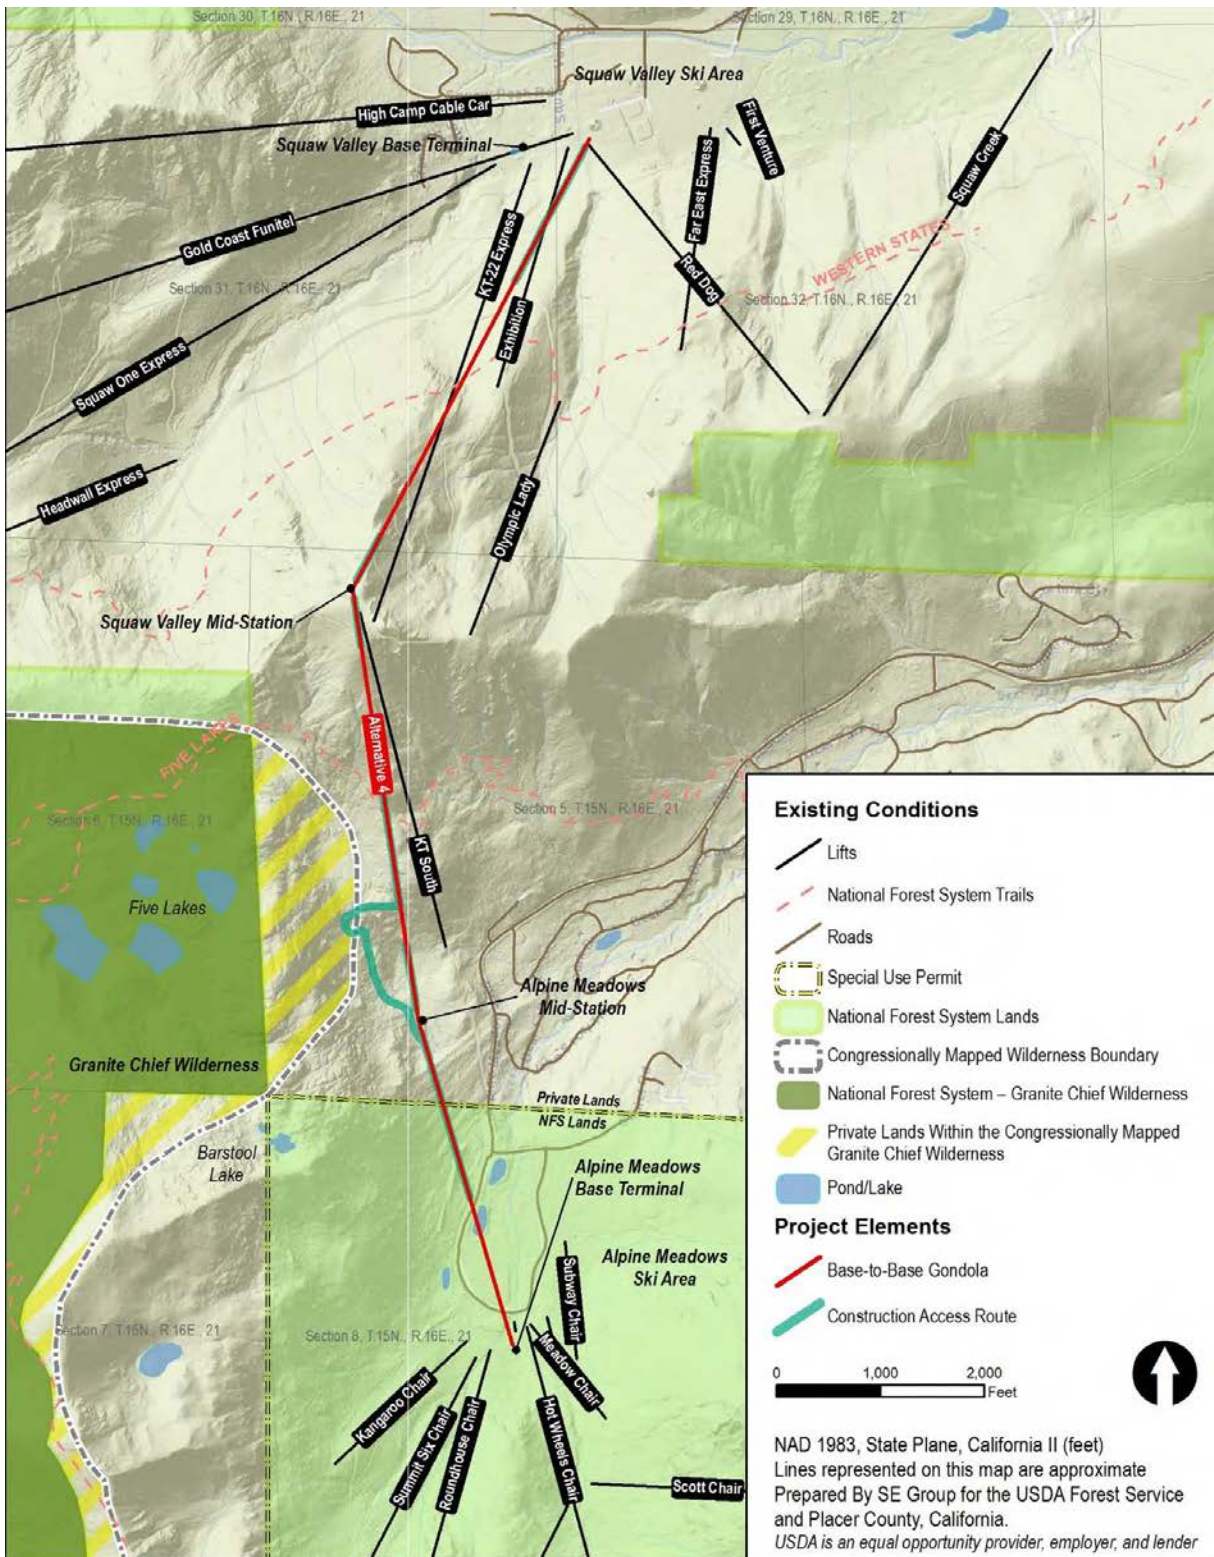 Section 30, T.16N., R.16E., 21
Section 29, T.16N., R.16E., 21
Squaw Valley Ski Area
High Camp Cable Car
Squaw Valley Base Terminal
First Venture
Far East Express
Squaw Creek
Gold Coast Funitel
KT-22 Express
Red Dog
WESTERN STATES
Section 31, T.16N., R.16E., 21
Section 32, T.16N., R.16E., 21
Exhibition
Squaw One Express
Headwall Express
Olympic Lady
Squaw Valley Mid-Station
Alternative 4
FIVE LAKES
Section 6, T.15N., R.16E., 21
Section 5, T.15N., R.16E., 21
KT South
Five Lakes
Alpine Meadows
Mid-Station
Granite Chief Wilderness
Private Lands
NFS Lands
Barstool
Lake
Alpine Meadows
Base Terminal
Alpine Meadows
Ski Area
Subway Chair
Section 7, T.15N., R.16E., 21
Section 8, T.15N., R.16E., 21
Meadow Chair
Kangaroo Chair
Summit Six Chair
Roundhouse Chair
Hot Wheels Chair
Scott Chair
Existing Conditions
Lifts
National Forest System Trails
Roads
Special Use Permit
National Forest System Lands
Congressionally Mapped Wilderness Boundary
National Forest System – Granite Chief Wilderness
Private Lands Within the Congressionally Mapped
Granite Chief Wilderness
Pond/Lake
Project Elements
Base-to-Base Gondola
Construction Access Route
0 1,000 2,000
Feet
NAD 1983, State Plane, California II (feet)
Lines represented on this map are approximate
Prepared By SE Group for the USDA Forest Service
and Placer County, California.
USDA is an equal opportunity provider, employer, and lender